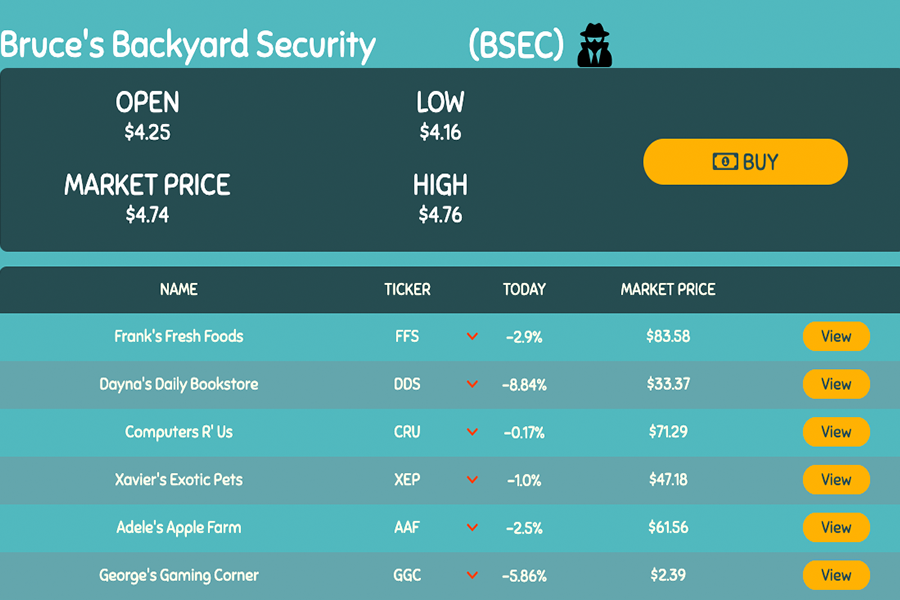 Bruce's Backyard Security (BSEC)
OPEN LOW
$4.25 $4.16
BUY
MARKET PRICE HIGH
$4.74 $4.76
NAME TICKER TODAY MARKET PRICE
Frank's Fresh Foods FFS -2.9% $83.58 View
Dayna's Daily Bookstore DDS -8.84% $33.37 View
Computers R' Us CRU -0.17% $71.29 View
Xavier's Exotic Pets XEP -1.0% $47.18 View
Adele's Apple Farm AAF -2.5% $61.56 View
George's Gaming Corner GGC -5.86% $2.39 View